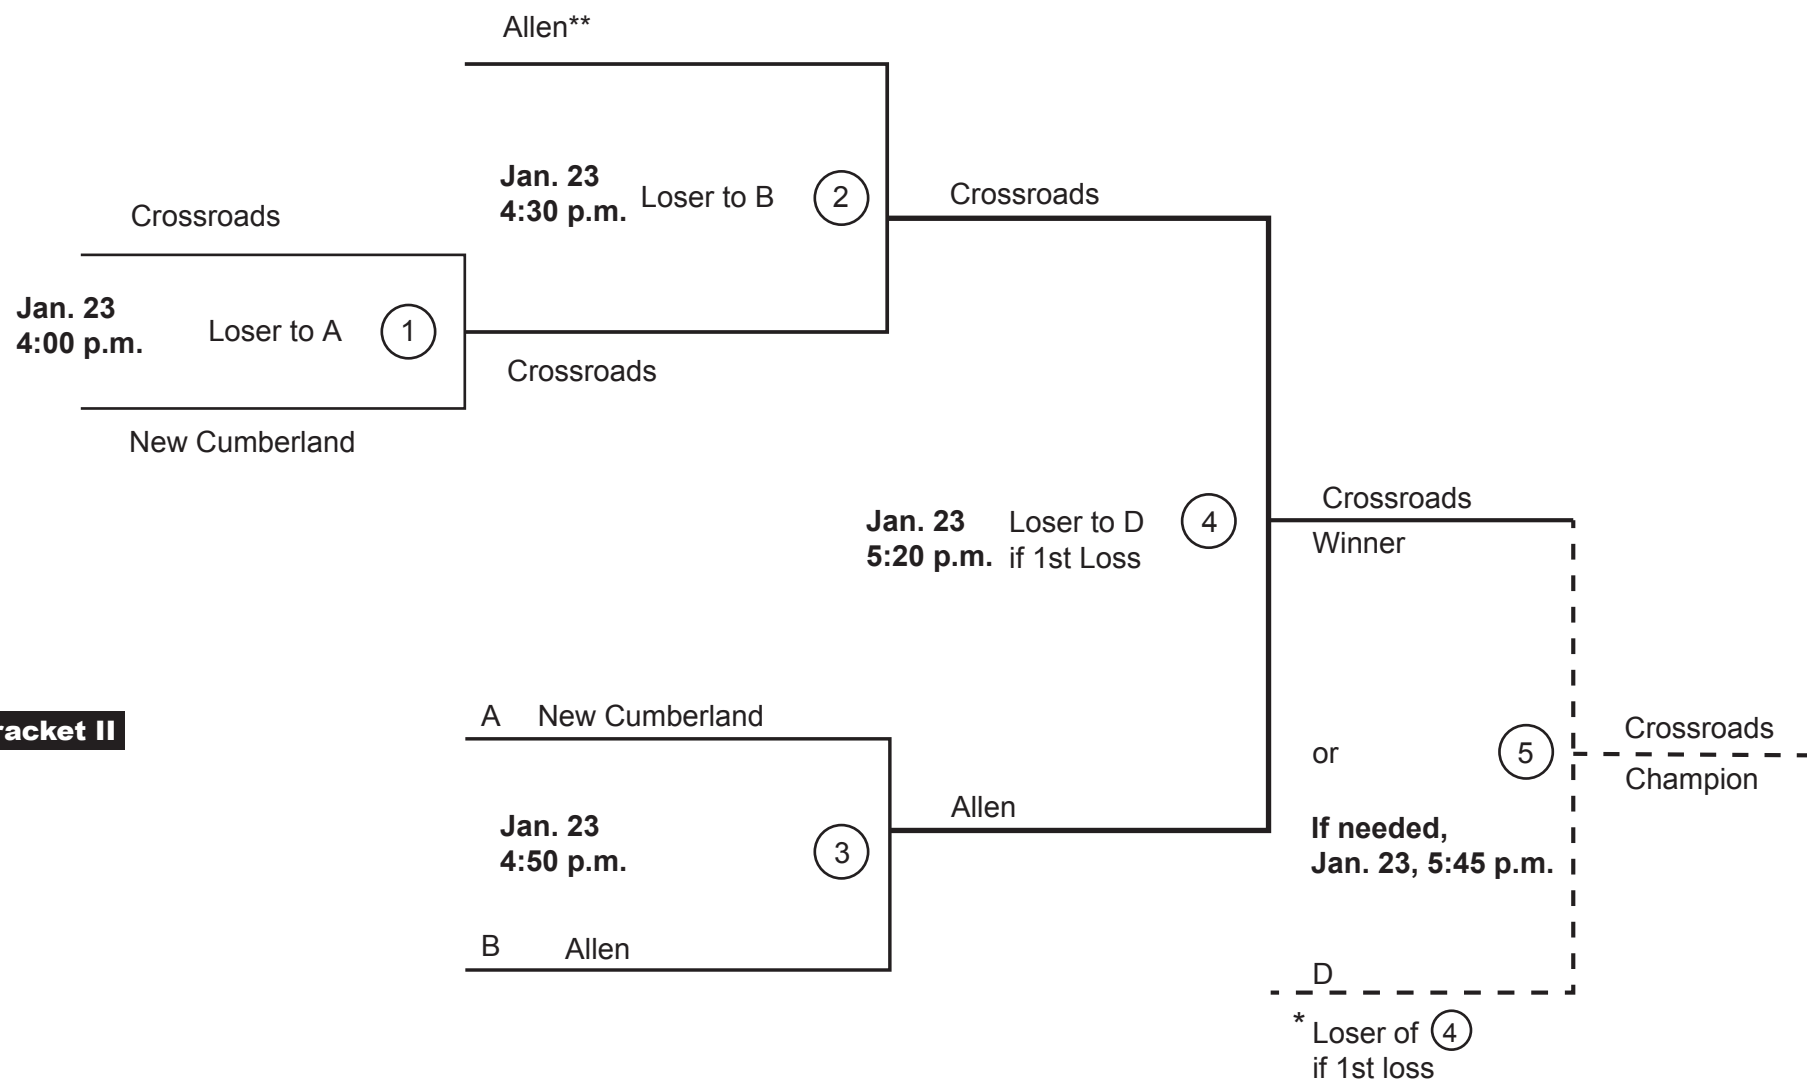 Allen**
Jan. 23
4:30 p.m.
Loser to B
2
Crossroads
Crossroads
Jan. 23
4:00 p.m.
Loser to A
1
Crossroads
New Cumberland
Jan. 23
5:20 p.m.
Loser to D
if 1st Loss
4
Crossroads
Winner
racket II
A New Cumberland
Jan. 23
4:50 p.m.
3
Allen
B Allen
or
5
If needed,
Jan. 23, 5:45 p.m.
Crossroads
Champion
D
* Loser of 4
if 1st loss